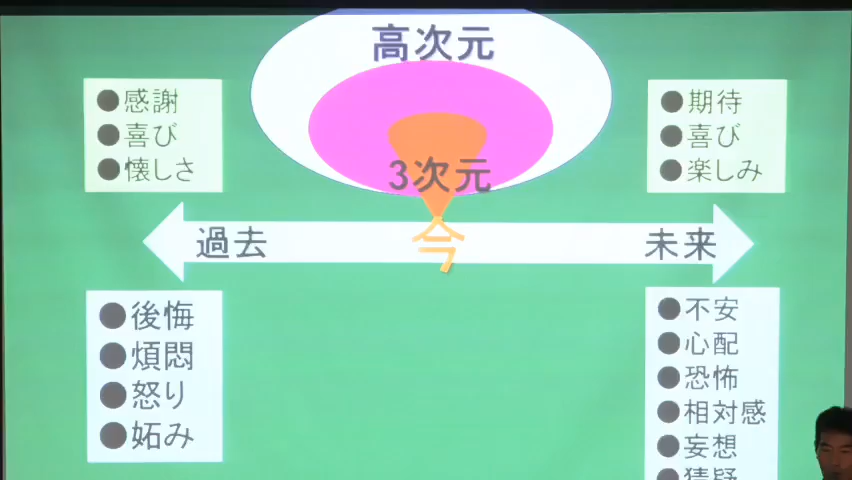 高次元
3次元
●感謝
●喜び
●懐しさ
●期待
●喜び
●楽しみ
過去
今
未来
●後悔
●煩悶
●怒り
●妬み
●不安
●心配
●恐怖
●相対感
●妄想
●猜疑